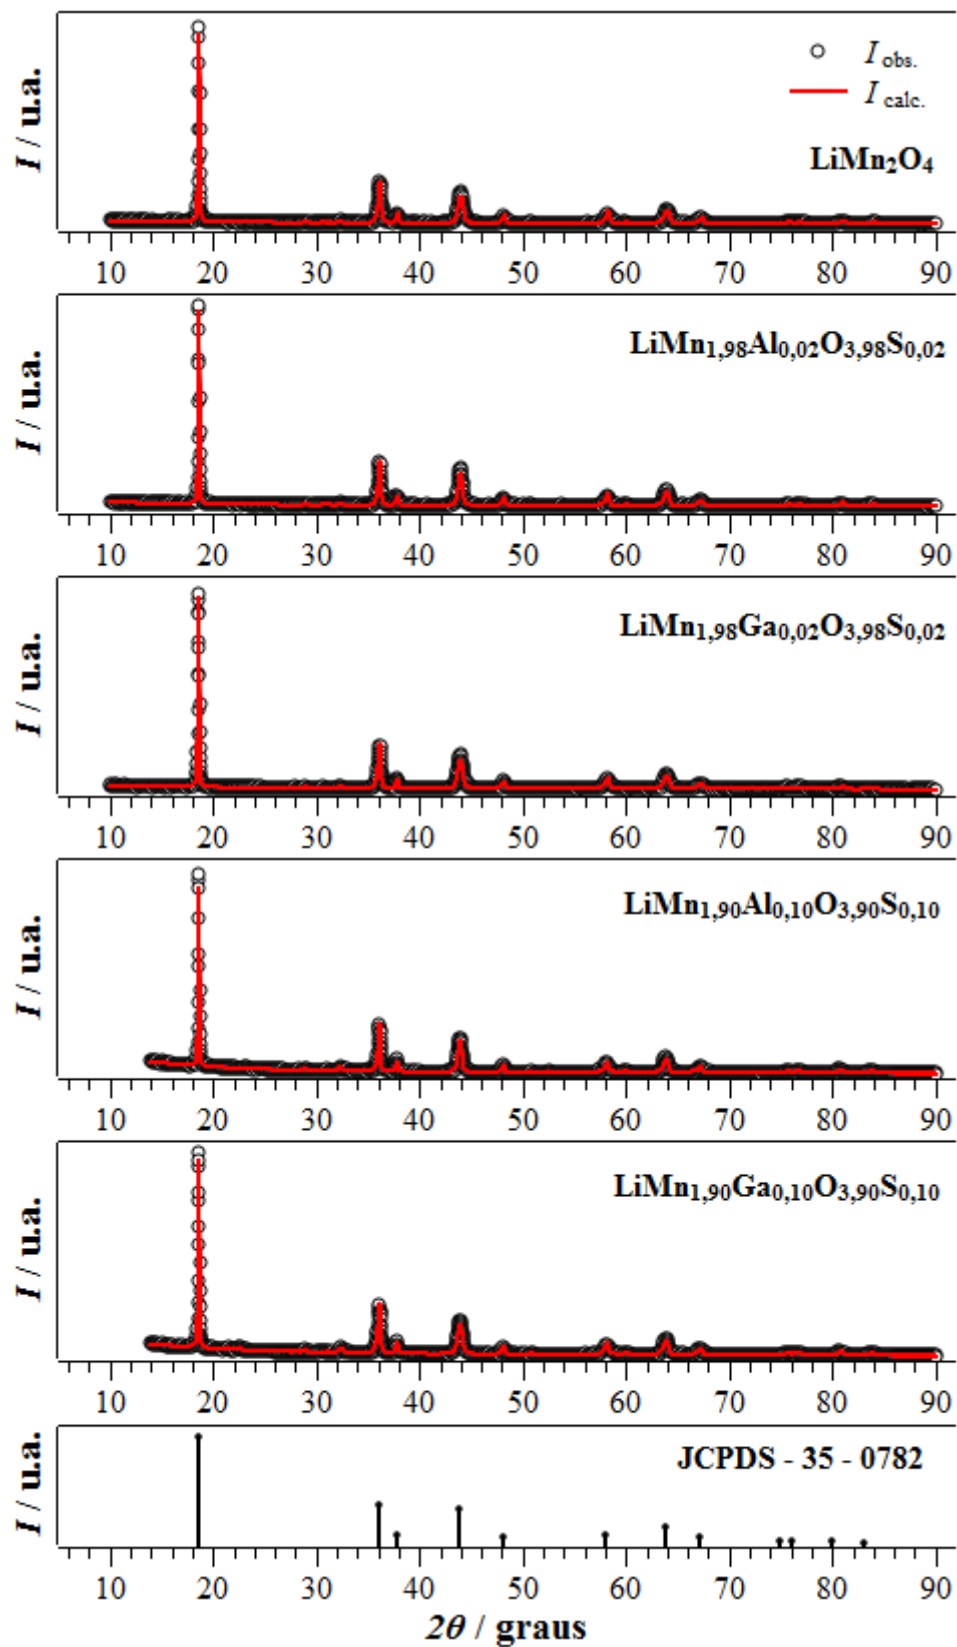 I / u.a.
I obs.
I calc.
LiMn₂O₄
10 20 30 40 50 60 70 80 90
I / u.a.
LiMn₁,₉₈Al₀,₀₂O₃,₉₈S₀,₀₂
10 20 30 40 50 60 70 80 90
I / u.a.
LiMn₁,₉₈Ga₀,₀₂O₃,₉₈S₀,₀₂
10 20 30 40 50 60 70 80 90
I / u.a.
LiMn₁,₉₀Al₀,₁₀O₃,₉₀S₀,₁₀
10 20 30 40 50 60 70 80 90
I / u.a.
LiMn₁,₉₀Ga₀,₁₀O₃,₉₀S₀,₁₀
10 20 30 40 50 60 70 80 90
I / u.a.
JCPDS - 35 - 0782
10 20 30 40 50 60 70 80 90
2θ / graus